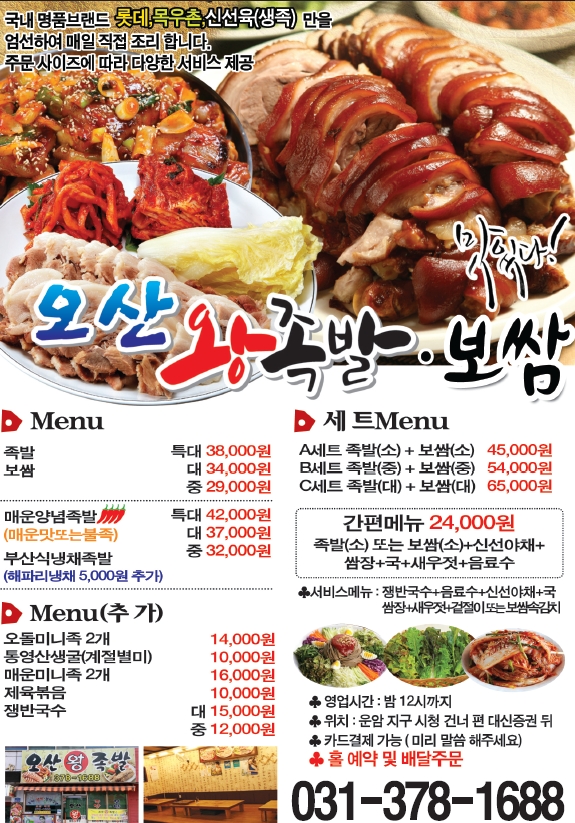 국내 명품브랜드 롯데,목우촌,신선육(생족) 만을
엄선하여 매일 직접 조리 합니다.
주문 사이즈에 따라 다양한 서비스 제공
맛있다!
오산 왕족발·보쌈
Menu
족발 특대 38,000원
보쌈 대 34,000원
중 29,000원
매운양념족발 특대 42,000원
(매운맛또는불족) 대 37,000원
부산식냉채족발 중 32,000원
(해파리냉채 5,000원 추가)
Menu(추 가)
오돌미니족 2개 14,000원
통영산생굴(계절별미) 10,000원
매운미니족 2개 16,000원
제육볶음 10,000원
쟁반국수 대 15,000원
중 12,000원
세 트Menu
A세트 족발(소) + 보쌈(소) 45,000원
B세트 족발(중) + 보쌈(중) 54,000원
C세트 족발(대) + 보쌈(대) 65,000원
간편메뉴 24,000원
족발(소) 또는 보쌈(소)+신선야채+
쌈장+국+새우젓+음료수
♣서비스메뉴 : 쟁반국수+음료수+신선야채+국
쌈장+새우젓+겉절이 또는 보쌈속김치
♣ 영업시간 : 밤 12시까지
♣ 위치 : 운암 지구 시청 건너 편 대신증권 뒤
♣ 카드결제 가능 ( 미리 말씀 해주세요)
♣ 홀 예약 및 배달주문
031-378-1688
오산왕족발
378-1688